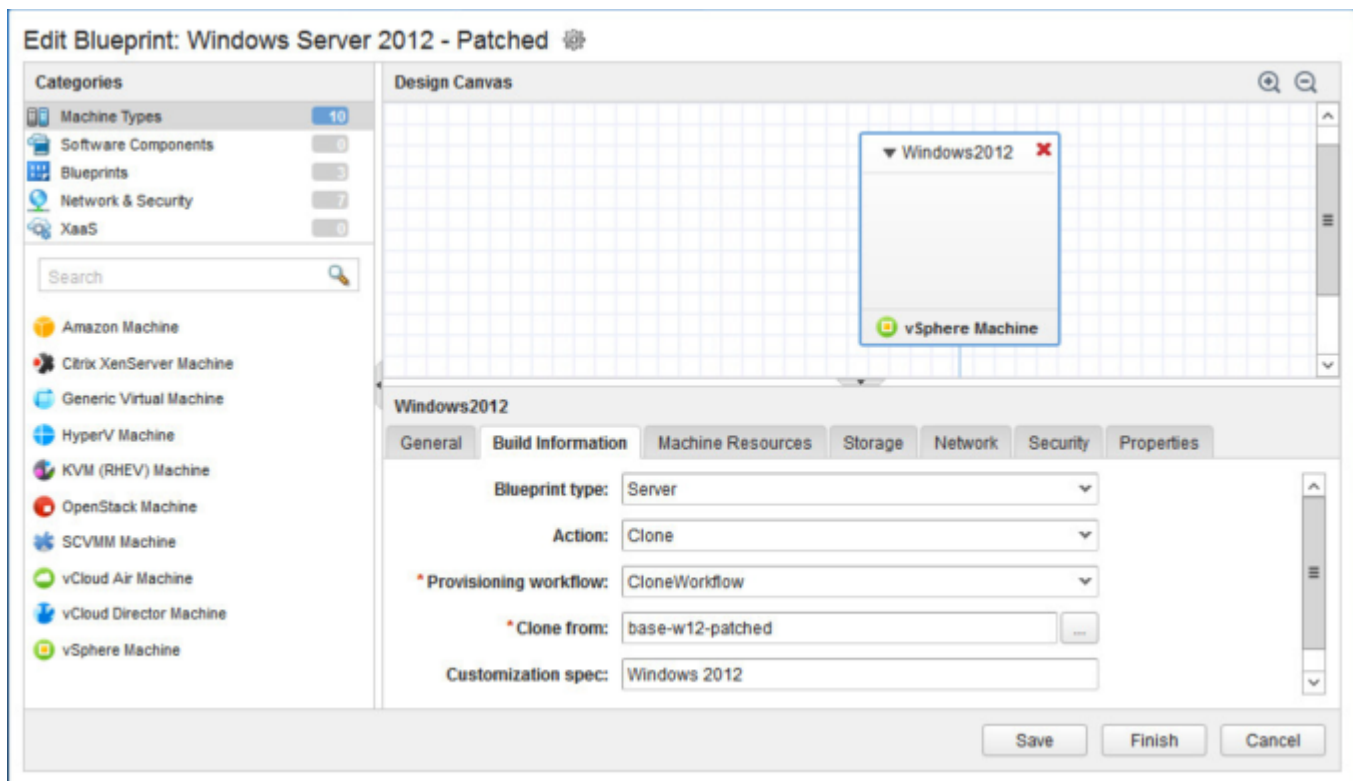 Edit Blueprint: Windows Server 2012 - Patched
Categories
Machine Types 10
Software Components 0
Blueprints 3
Network & Security 7
XaaS 0
Search
Amazon Machine
Citrix XenServer Machine
Generic Virtual Machine
HyperV Machine
KVM (RHEV) Machine
OpenStack Machine
SCVMM Machine
vCloud Air Machine
vCloud Director Machine
vSphere Machine
Design Canvas
Windows2012
vSphere Machine
Windows2012
General Build Information Machine Resources Storage Network Security Properties
Blueprint type: Server
Action: Clone
* Provisioning workflow: CloneWorkflow
* Clone from: base-w12-patched ...
Customization spec: Windows 2012
Save Finish Cancel